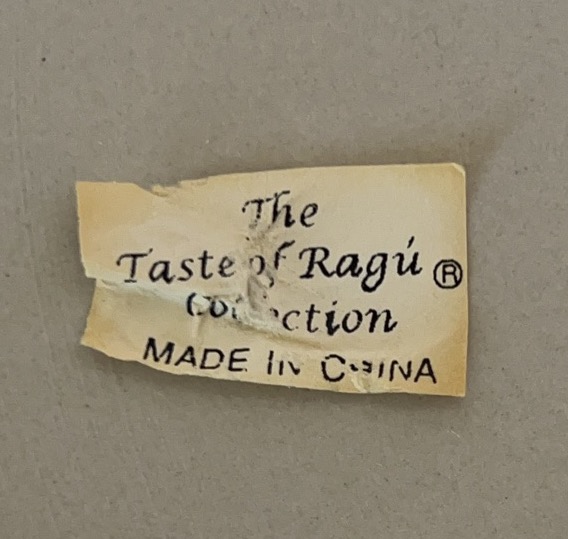 The
Taste of Ragú ®
Collection
MADE IN CHINA